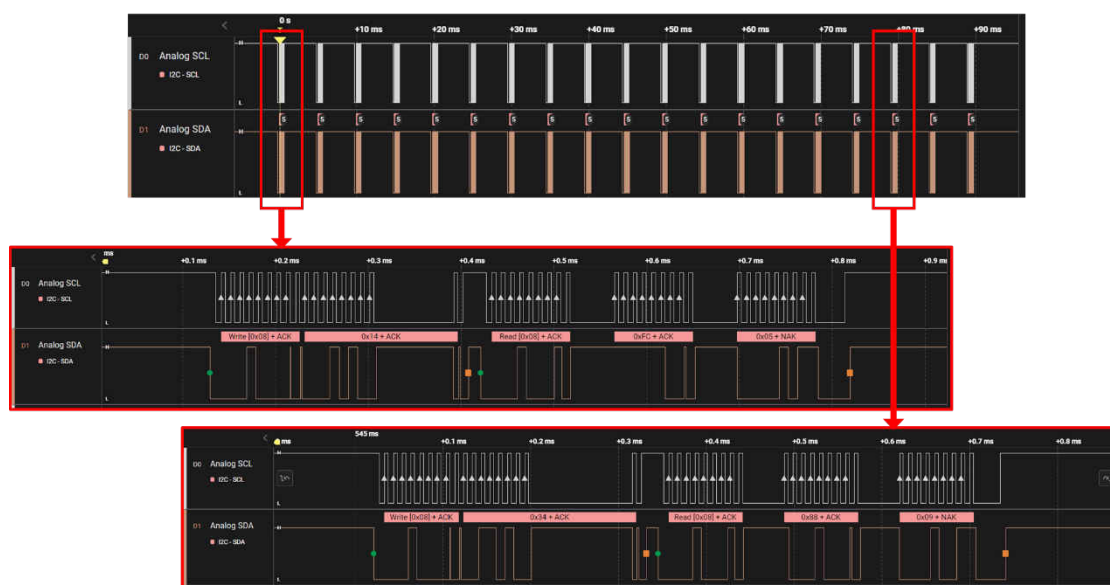 0 s
+10 ms +20 ms +30 ms +40 ms +50 ms +60 ms +70 ms +80 ms +90 ms
D0 Analog SCL
I2C - SCL
H
L
D1 Analog SDA
I2C - SDA
H
L
S S S S S S S S S S S S S S S S S S S
ms
+0.1 ms +0.2 ms +0.3 ms +0.4 ms +0.5 ms +0.6 ms +0.7 ms +0.8 ms +0.9 m
D0 Analog SCL
I2C - SCL
H
L
Write [0x08] + ACK 0x14 + ACK Read [0x08] + ACK 0xFC + ACK 0x05 + NAK
D1 Analog SDA
I2C - SDA
H
L
545 ms
ms +0.1 ms +0.2 ms +0.3 ms +0.4 ms +0.5 ms +0.6 ms +0.7 ms +0.8 ms
D0 Analog SCL
I2C - SCL
H
L
Write [0x08] + ACK 0x34 + ACK Read [0x08] + ACK 0x88 + ACK 0x09 + NAK
D1 Analog SDA
I2C - SDA
H
L